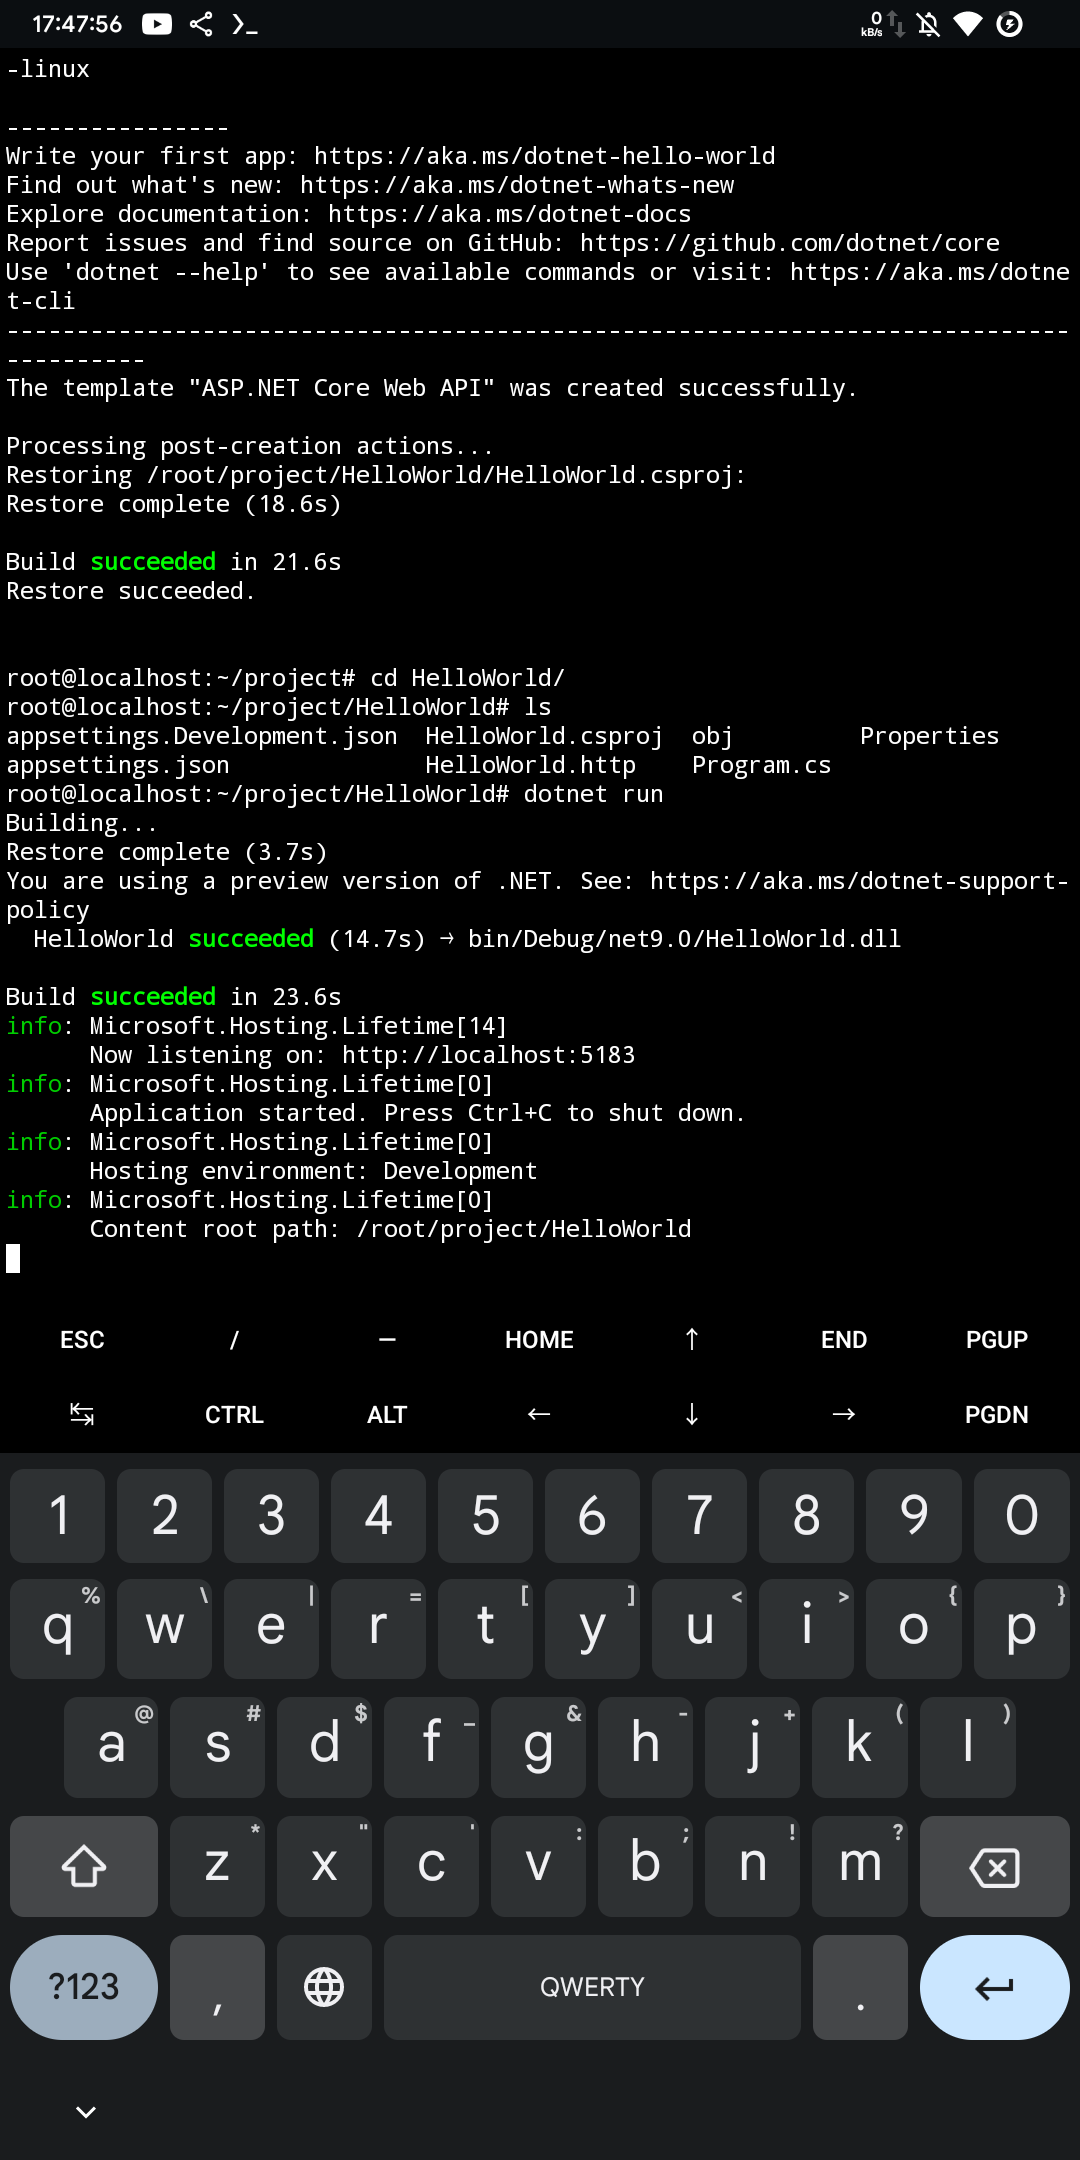 17:47:56
0
kB/s
-linux
----------------
Write your first app: https://aka.ms/dotnet-hello-world
Find out what's new: https://aka.ms/dotnet-whats-new
Explore documentation: https://aka.ms/dotnet-docs
Report issues and find source on GitHub: https://github.com/dotnet/core
Use 'dotnet --help' to see available commands or visit: https://aka.ms/dotne
t-cli
----------------------------------------------------------------------------
----------
The template "ASP.NET Core Web API" was created successfully.
Processing post-creation actions...
Restoring /root/project/HelloWorld/HelloWorld.csproj:
Restore complete (18.6s)
Build succeeded in 21.6s
Restore succeeded.
root@localhost:~/project# cd HelloWorld/
root@localhost:~/project/HelloWorld# ls
appsettings.Development.json  HelloWorld.csproj  obj         Properties
appsettings.json              HelloWorld.http    Program.cs
root@localhost:~/project/HelloWorld# dotnet run
Building...
Restore complete (3.7s)
You are using a preview version of .NET. See: https://aka.ms/dotnet-support-
policy
  HelloWorld succeeded (14.7s) → bin/Debug/net9.0/HelloWorld.dll
Build succeeded in 23.6s
info: Microsoft.Hosting.Lifetime[14]
      Now listening on: http://localhost:5183
info: Microsoft.Hosting.Lifetime[0]
      Application started. Press Ctrl+C to shut down.
info: Microsoft.Hosting.Lifetime[0]
      Hosting environment: Development
info: Microsoft.Hosting.Lifetime[0]
      Content root path: /root/project/HelloWorld
ESC / — HOME ↑ END PGUP
↹ CTRL ALT ← ↓ → PGDN
1 2 3 4 5 6 7 8 9 0
% \ | = [ ] < > { }
q w e r t y u i o p
@ # $ _ & - + ( )
a s d f g h j k l
* " ' : ; ! ?
z x c v b n m
?123 , QWERTY .